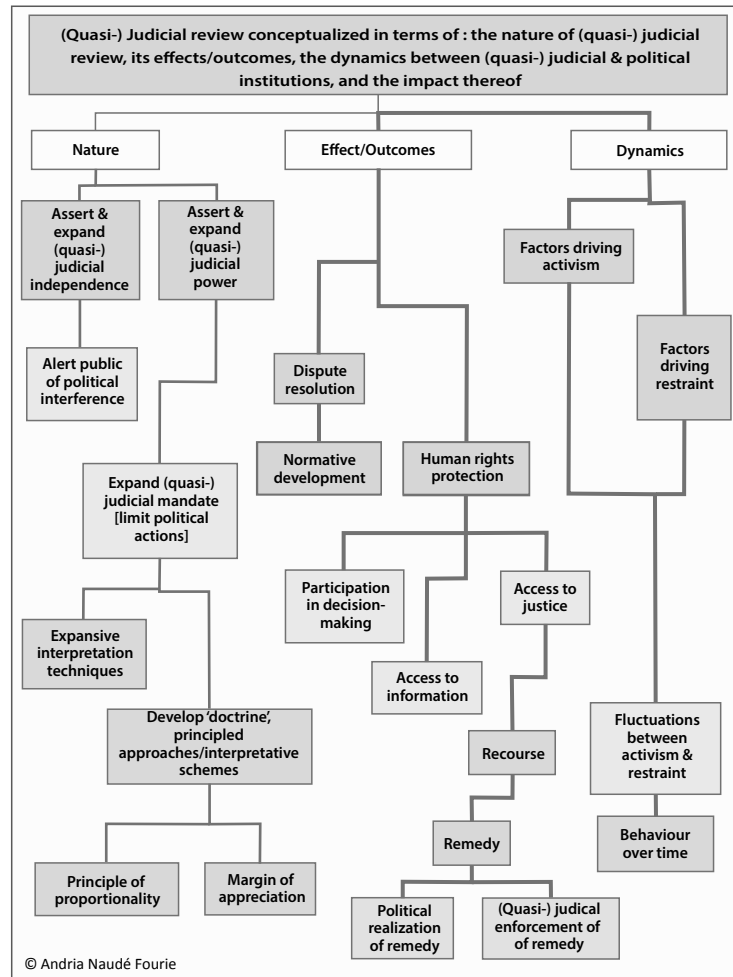 (Quasi-) Judicial review conceptualized in terms of : the nature of (quasi-) judicial
review, its effects/outcomes, the dynamics between (quasi-) judicial & political
institutions, and the impact thereof
Nature
Effect/Outcomes
Dynamics
Assert &
expand
(quasi-)
judicial
independence
Assert &
expand
(quasi-)
judicial
power
Alert public
of political
interference
Expand (quasi-)
judicial mandate
[limit political
actions]
Expansive
interpretation
techniques
Develop ‘doctrine’,
principled
approaches/interpretative
schemes
Principle of
proportionality
Margin of
appreciation
Dispute
resolution
Normative
development
Human rights
protection
Participation
in decision-
making
Access to
information
Access to
justice
Recourse
Remedy
Political
realization
of remedy
(Quasi-) judical
enforcement of
of remedy
Factors driving
activism
Factors
driving
restraint
Fluctuations
between
activism &
restraint
Behaviour
over time
© Andria Naudé Fourie